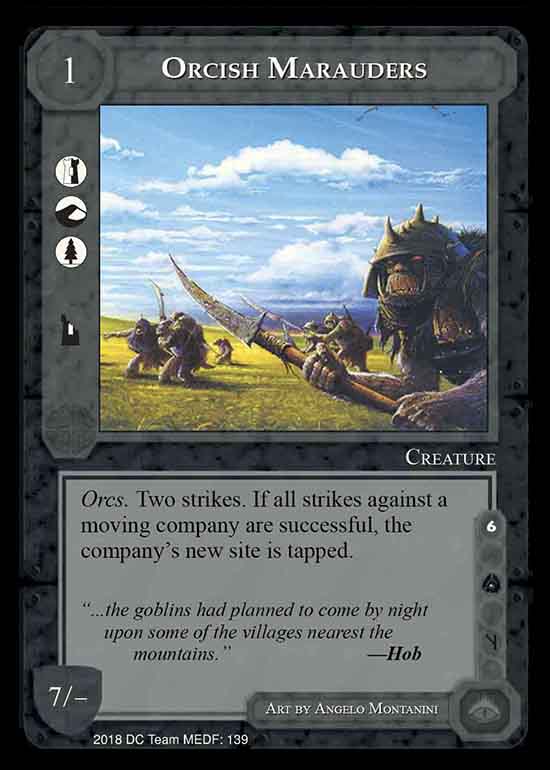 1
ORCISH MARAUDERS
CREATURE
Orcs. Two strikes. If all strikes against a
moving company are successful, the
company’s new site is tapped.
6
“...the goblins had planned to come by night
upon some of the villages nearest the
mountains.” —Hob
7/–
ART BY ANGELO MONTANINI
2018 DC Team MEDF: 139